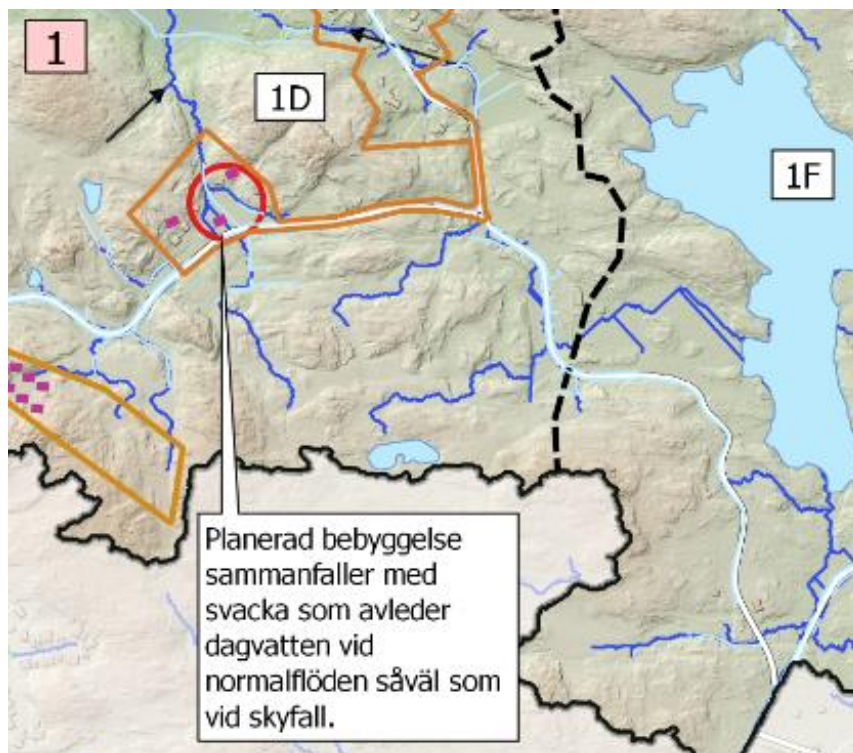 1
1D
1F
Planerad bebyggelse
sammanfaller med
svacka som avleder
dagvatten vid
normalflöden såväl som
vid skyfall.